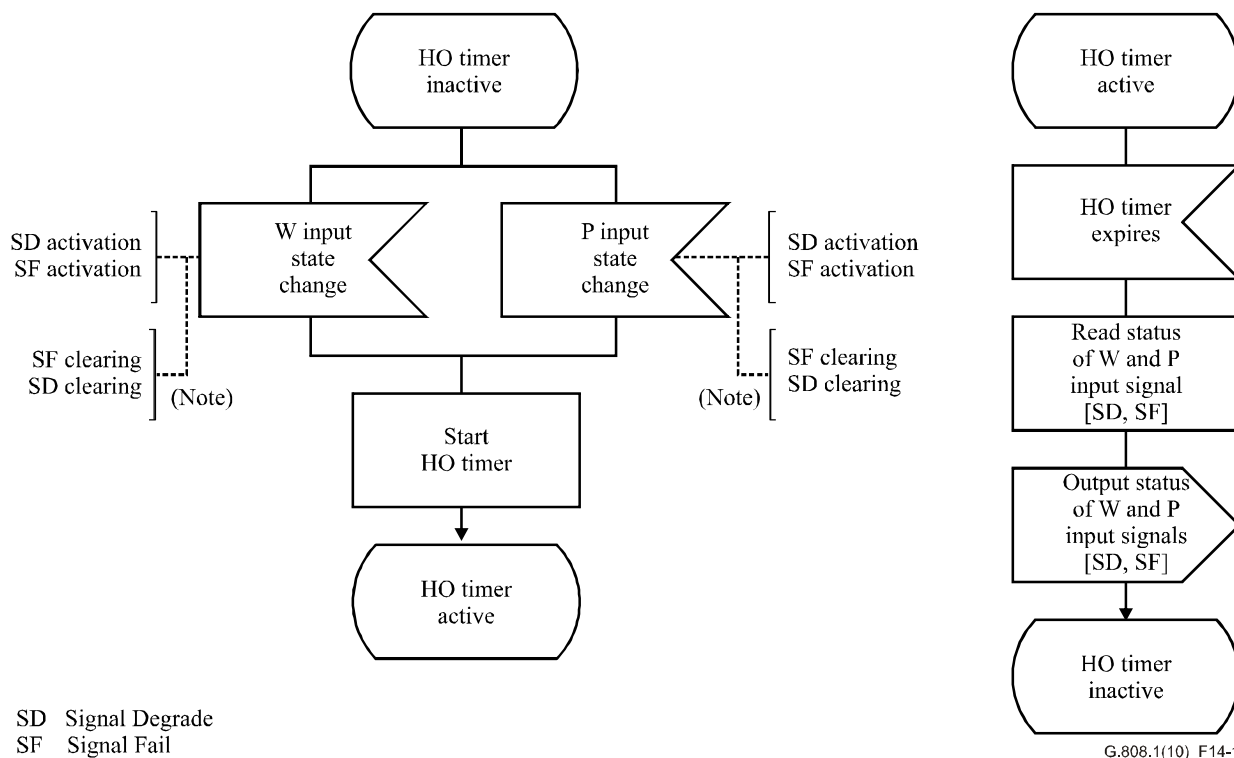 HO timer
inactive
W input
state
change
P input
state
change
SD activation
SF activation
SF clearing
SD clearing
(Note)
SD activation
SF activation
SF clearing
SD clearing
(Note)
Start
HO timer
HO timer
active
HO timer
active
HO timer
expires
Read status
of W and P
input signal
[SD, SF]
Output status
of W and P
input signals
[SD, SF]
HO timer
inactive
SD Signal Degrade
SF Signal Fail
G.808.1(10)